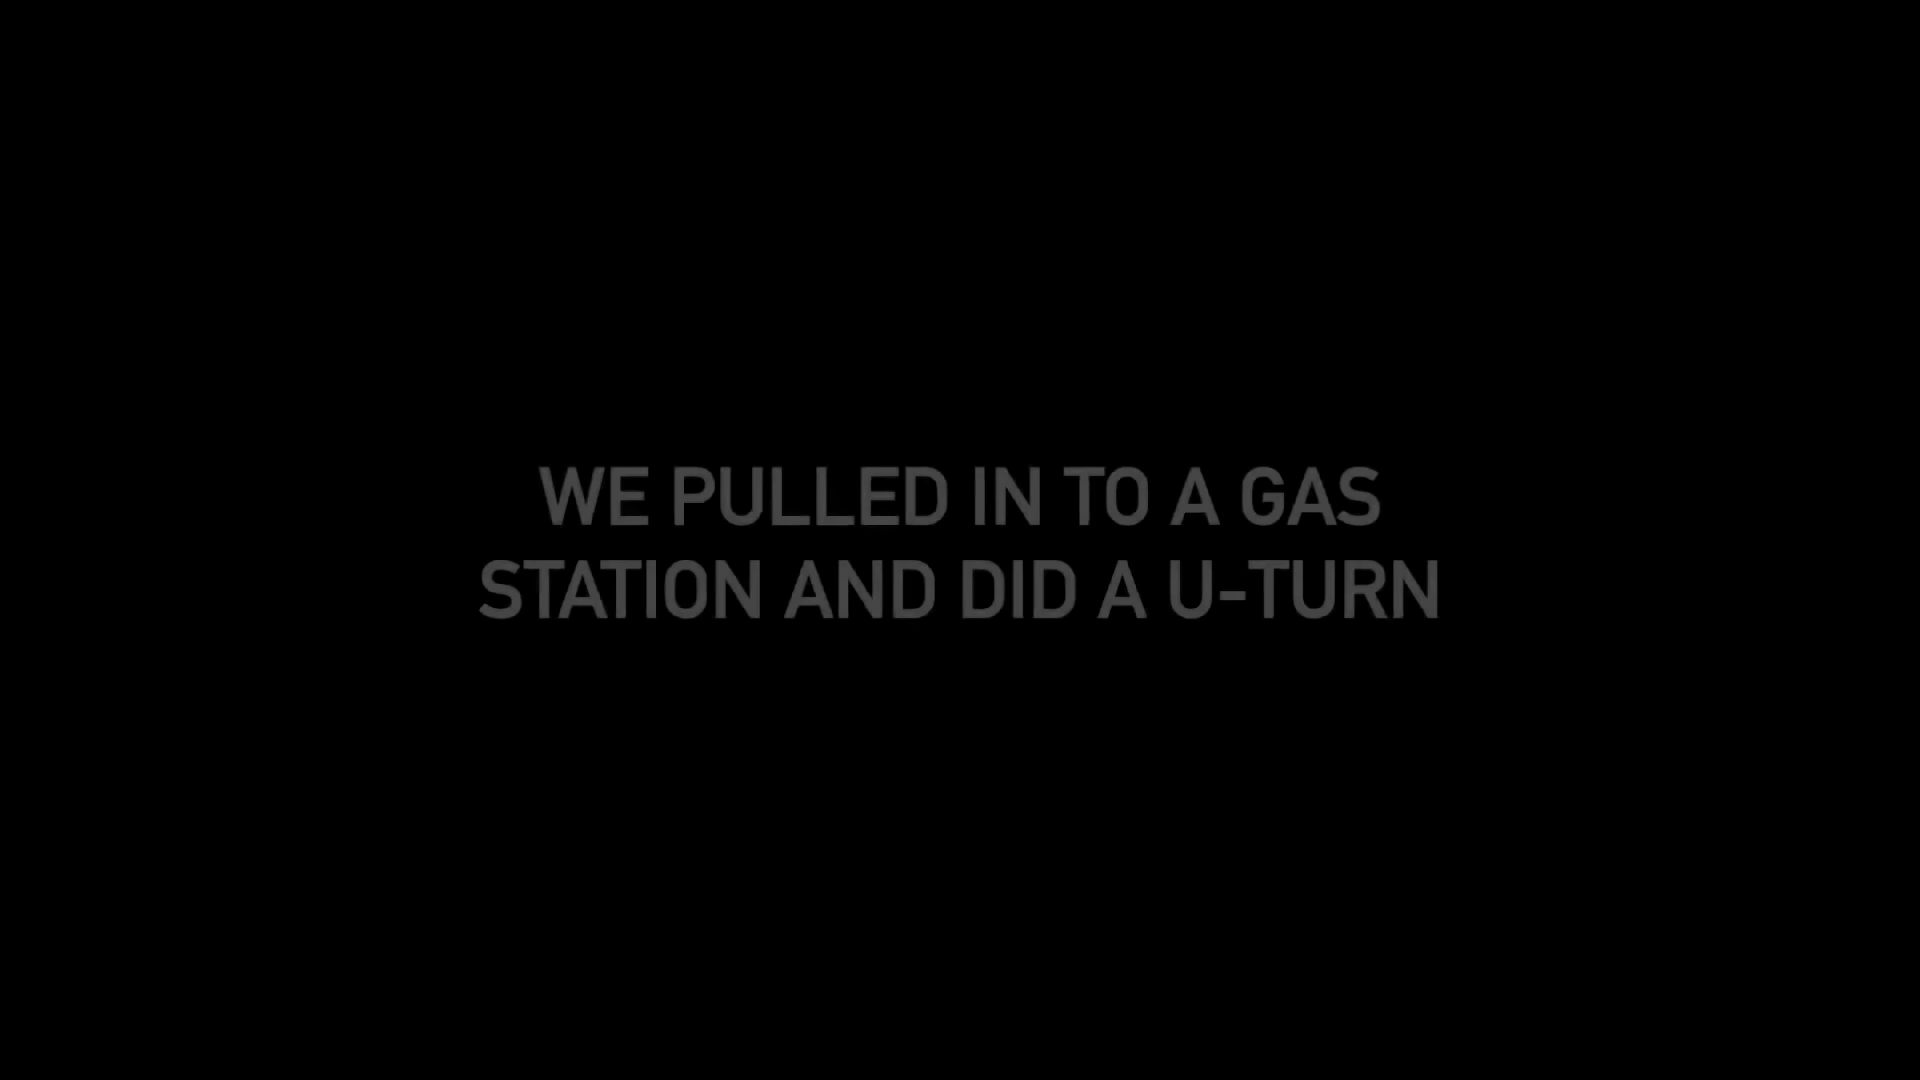 WE PULLED IN TO A GAS
STATION AND DID A U-TURN